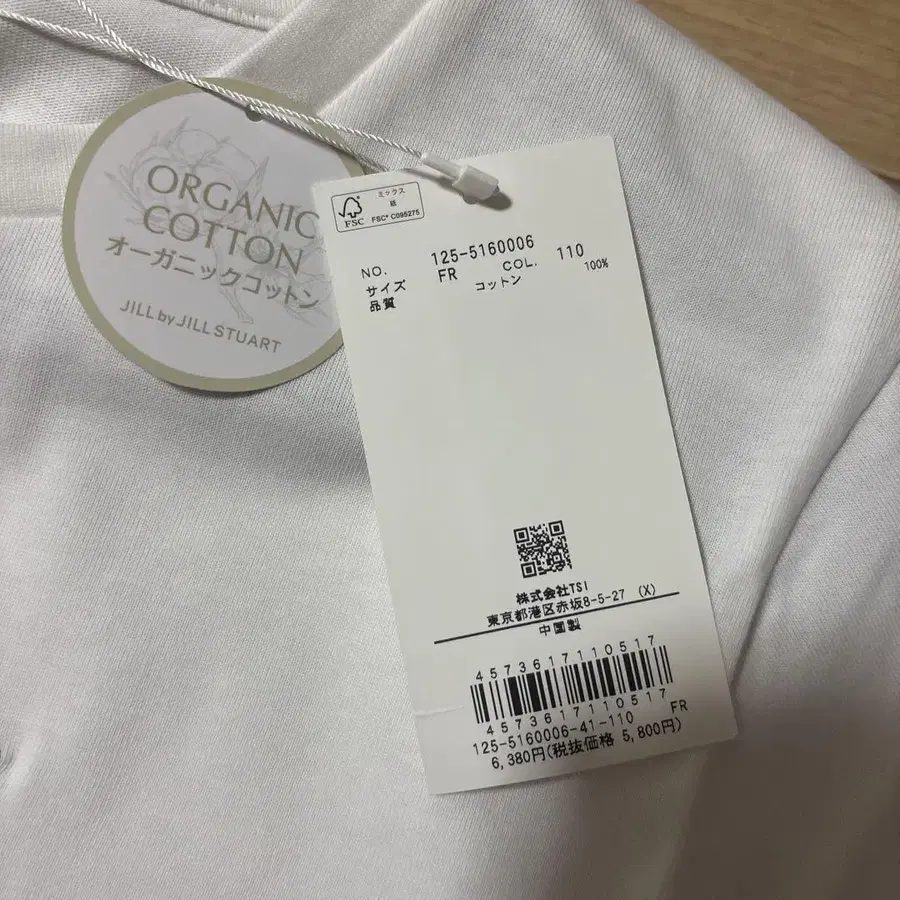 ORGANIC
COTTON
オーガニックコットン
JILL by JILL STUART
FSC
ミックス
紙
FSC® C095275
NO. 125-5160006
サイズ FR COL. 110
品質 コットン 100%
株式会社TSI
東京都港区赤坂8-5-27 (X)
中国製
4573617110517
4573617110517
125-5160006-41-110 FR
6,380円(税抜価格 5,800円)